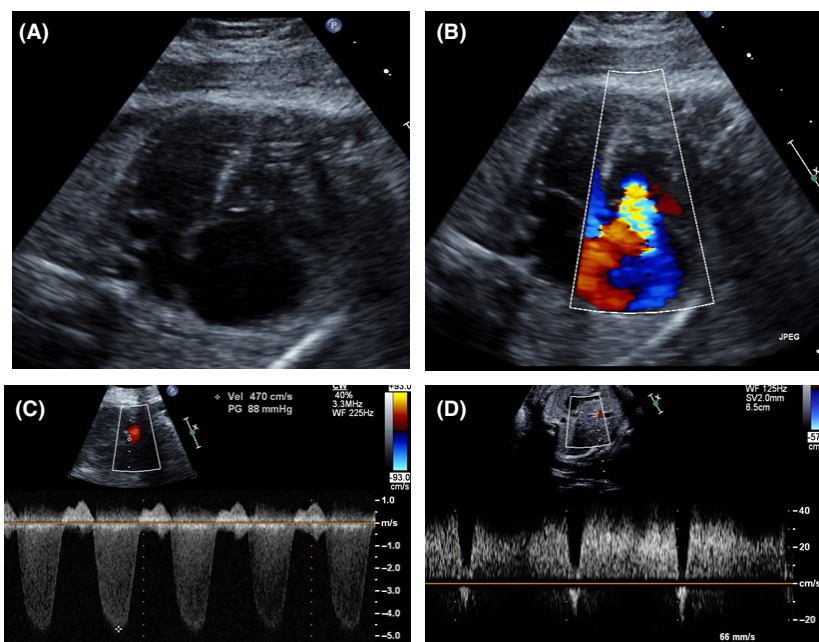 (A)
P
(B)
JPEG
(C)
P
Vel 470 cm/s
PG 88 mmHg
CW
40%
3.3MHz
WF 225Hz
+93.0
-93.0
cm/s
1.0
m/s
-1.0
-2.0
-3.0
-4.0
-5.0
(D)
WF 125Hz
SV2.0mm
6.5cm
-57
cm
40
20
cm/s
-20
66 mm/s